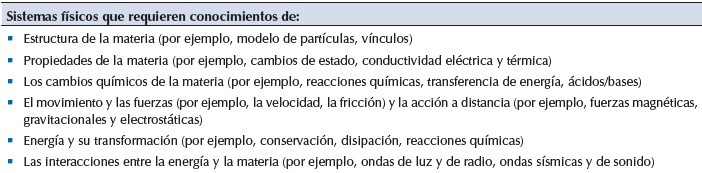 Sistemas físicos que requieren conocimientos de:
▪ Estructura de la materia (por ejemplo, modelo de partículas, vínculos)
▪ Propiedades de la materia (por ejemplo, cambios de estado, conductividad eléctrica y térmica)
▪ Los cambios químicos de la materia (por ejemplo, reacciones químicas, transferencia de energía, ácidos/bases)
▪ El movimiento y las fuerzas (por ejemplo, la velocidad, la fricción) y la acción a distancia (por ejemplo, fuerzas magnéticas,
gravitacionales y electrostáticas)
▪ Energía y su transformación (por ejemplo, conservación, disipación, reacciones químicas)
▪ Las interacciones entre la energía y la materia (por ejemplo, ondas de luz y de radio, ondas sísmicas y de sonido)